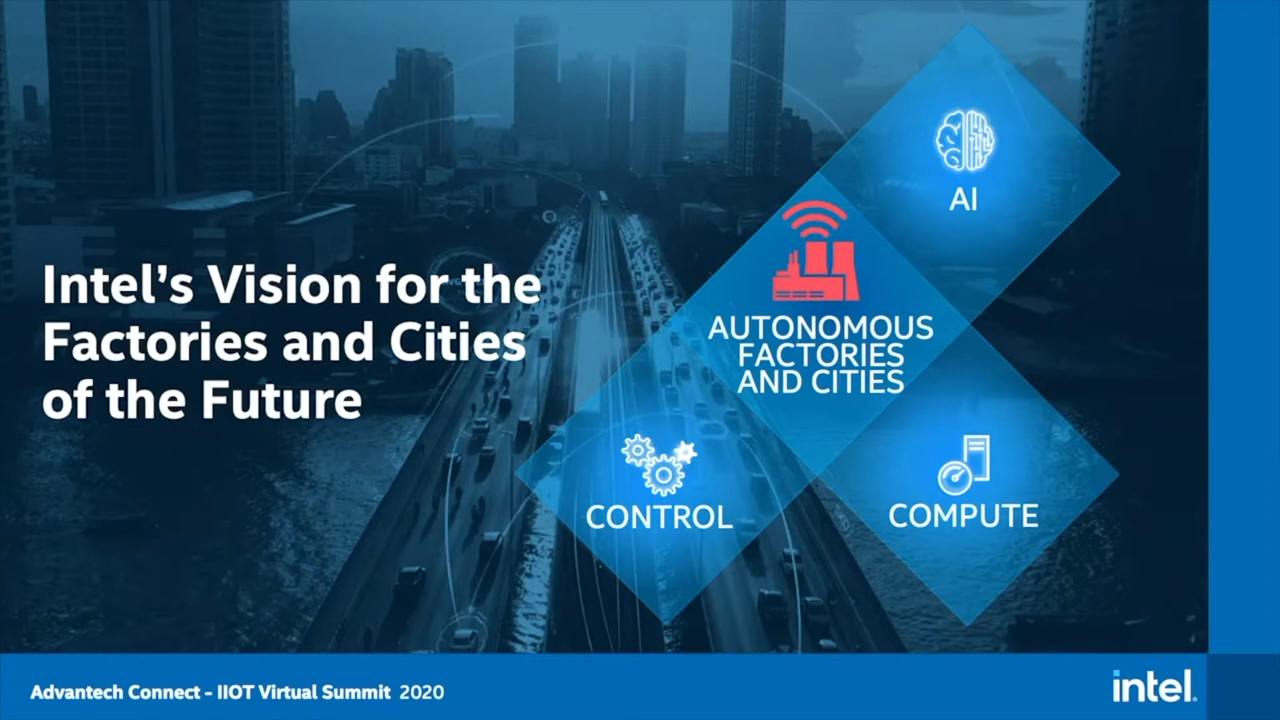 Intel's Vision for the
Factories and Cities
of the Future
AI
AUTONOMOUS
FACTORIES
AND CITIES
CONTROL
COMPUTE
Advantech Connect - IIOT Virtual Summit 2020
intel.